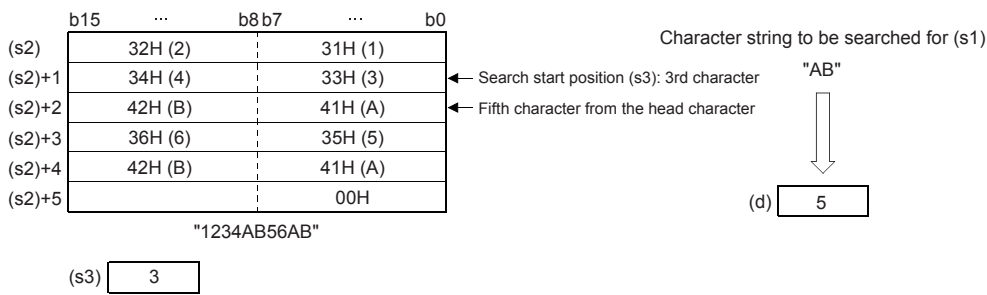 b15 ··· b8 b7 ··· b0
(s2) 32H (2) 31H (1)
Character string to be searched for (s1)
(s2)+1 34H (4) 33H (3) Search start position (s3): 3rd character
"AB"
(s2)+2 42H (B) 41H (A) Fifth character from the head character
(s2)+3 36H (6) 35H (5)
(s2)+4 42H (B) 41H (A)
(s2)+5 00H
(d) 5
"1234AB56AB"
(s3) 3